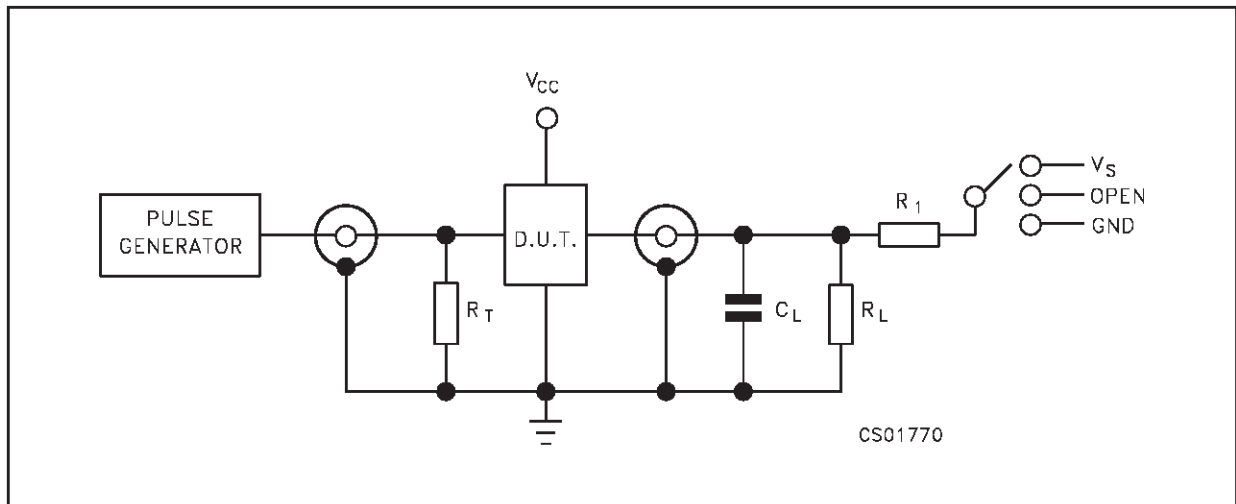 V_CC
PULSE
GENERATOR
D.U.T.
R_T
C_L
R_L
R_1
V_S
OPEN
GND
CS01770